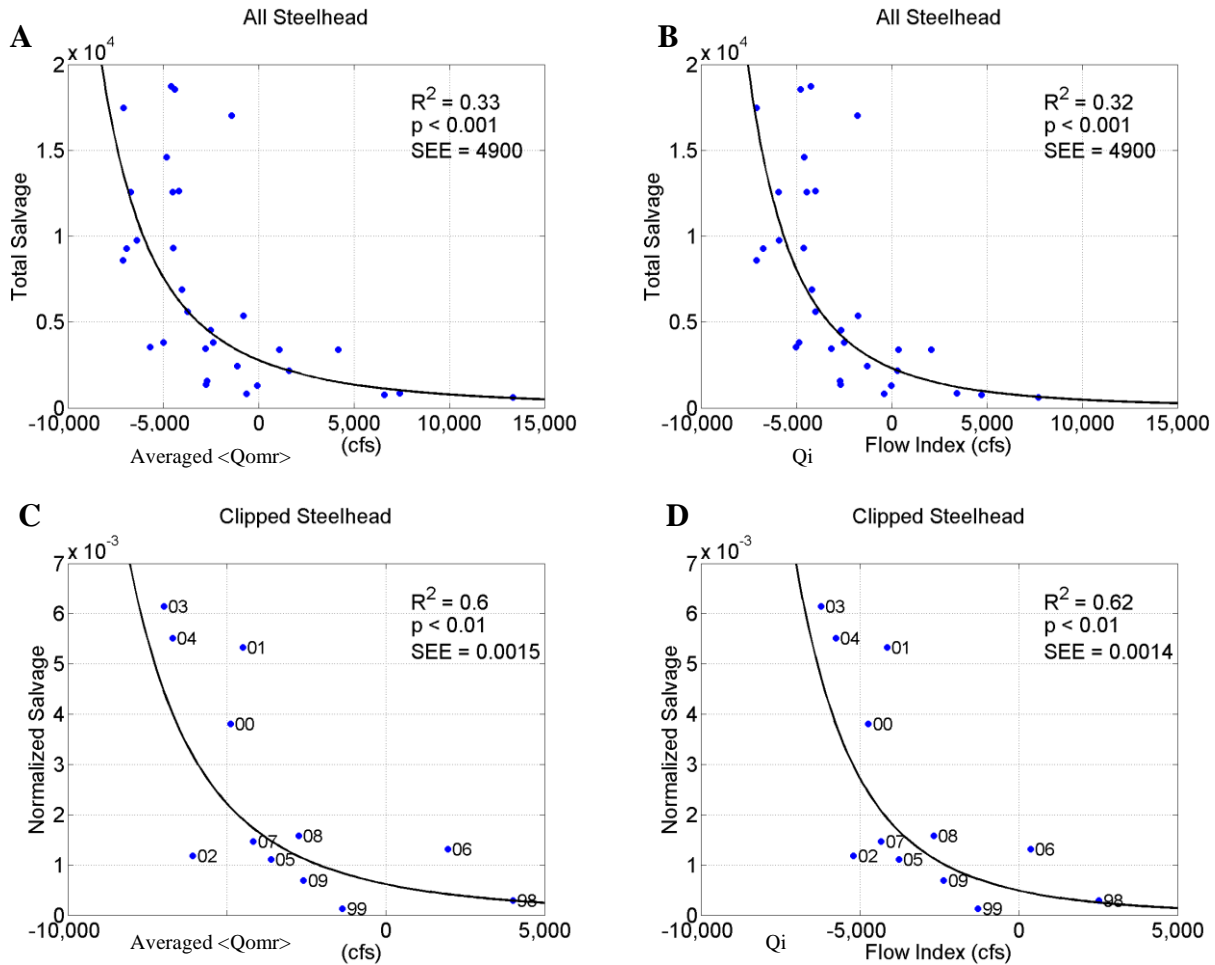 A
All Steelhead
2 x 10^4
1.5
1
0.5
0
Total Salvage
R^2 = 0.33
p < 0.001
SEE = 4900
-10,000 -5,000 0 5,000 10,000 15,000
(cfs)
Averaged <Qomr>
B
All Steelhead
2 x 10^4
1.5
1
0.5
0
Total Salvage
R^2 = 0.32
p < 0.001
SEE = 4900
-10,000 -5,000 0 5,000 10,000 15,000
Flow Index (cfs)
Qi
C
Clipped Steelhead
7 x 10^-3
6
5
4
3
2
1
0
Normalized Salvage
R^2 = 0.6
p < 0.01
SEE = 0.0015
03
04
01
00
08
07
06
02
05
09
98
99
-10,000 0 5,000
(cfs)
Averaged <Qomr>
D
Clipped Steelhead
7 x 10^-3
6
5
4
3
2
1
0
Normalized Salvage
R^2 = 0.62
p < 0.01
SEE = 0.0014
03
04
01
00
08
07
06
02
05
09
98
99
-10,000 -5,000 0 5,000
Flow Index (cfs)
Qi